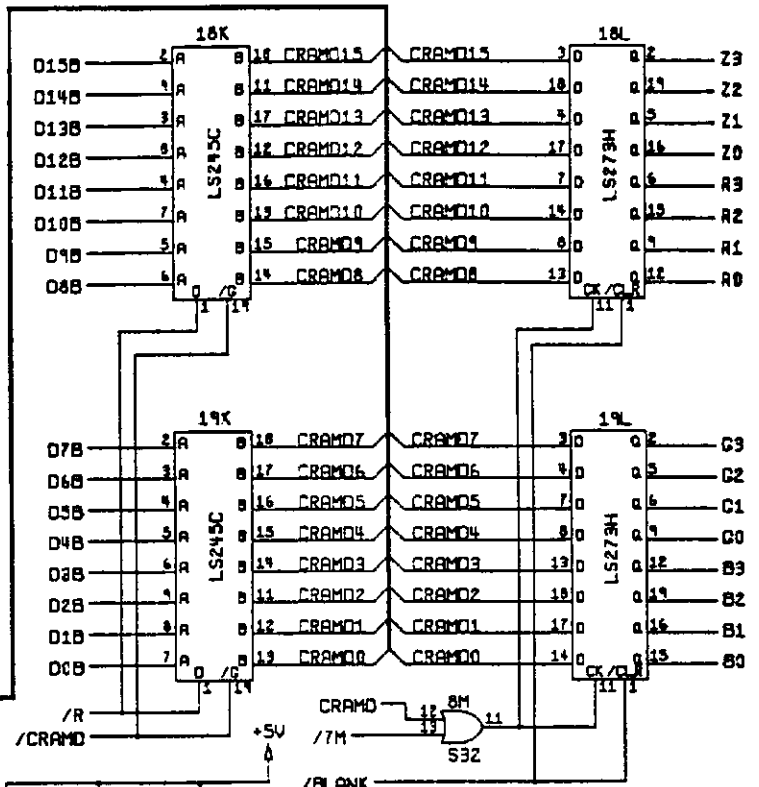 18K 18L
D15B 2 A B 18 CRAMD15 CRAMD15 3 D Q 2 Z3
D14B 9 A B 11 CRAMD14 CRAMD14 18 D Q 19 Z2
D13B 3 A B 17 CRAMD13 CRAMD13 4 D Q 5 Z1
D12B 8 A B 12 CRAMD12 CRAMD12 17 D Q 16 Z0
D11B 4 A B 16 CRAMD11 CRAMD11 7 D Q 6 R3
D10B 7 A B 13 CRAMD10 CRAMD10 14 D Q 15 R2
D9B 5 A B 15 CRAMD9 CRAMD9 8 D Q 9 R1
D8B 6 A B 14 CRAMD8 CRAMD8 13 D Q 12 R0
LS245C LS273H
D /G CK /CLR
1 19 11 1
19K 19L
D7B 2 A B 18 CRAMD7 CRAMD7 3 D Q 2 G3
D6B 3 A B 17 CRAMD6 CRAMD6 4 D Q 5 G2
D5B 4 A B 16 CRAMD5 CRAMD5 7 D Q 6 G1
D4B 5 A B 15 CRAMD4 CRAMD4 8 D Q 9 G0
D3B 6 A B 14 CRAMD3 CRAMD3 13 D Q 12 B3
D2B 9 A B 11 CRAMD2 CRAMD2 18 D Q 19 B2
D1B 8 A B 12 CRAMD1 CRAMD1 17 D Q 16 B1
D0B 7 A B 13 CRAMD0 CRAMD0 14 D Q 15 B0
LS245C LS273H
D /G CK /CLR
1 19 11 1
/R CRAMD 12 8M 11
/CRAMD +5V /7M 13 S32
/BLANK